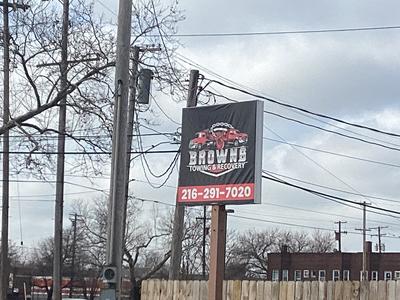 BROWNS
TOWING & RECOVERY
216-291-7020